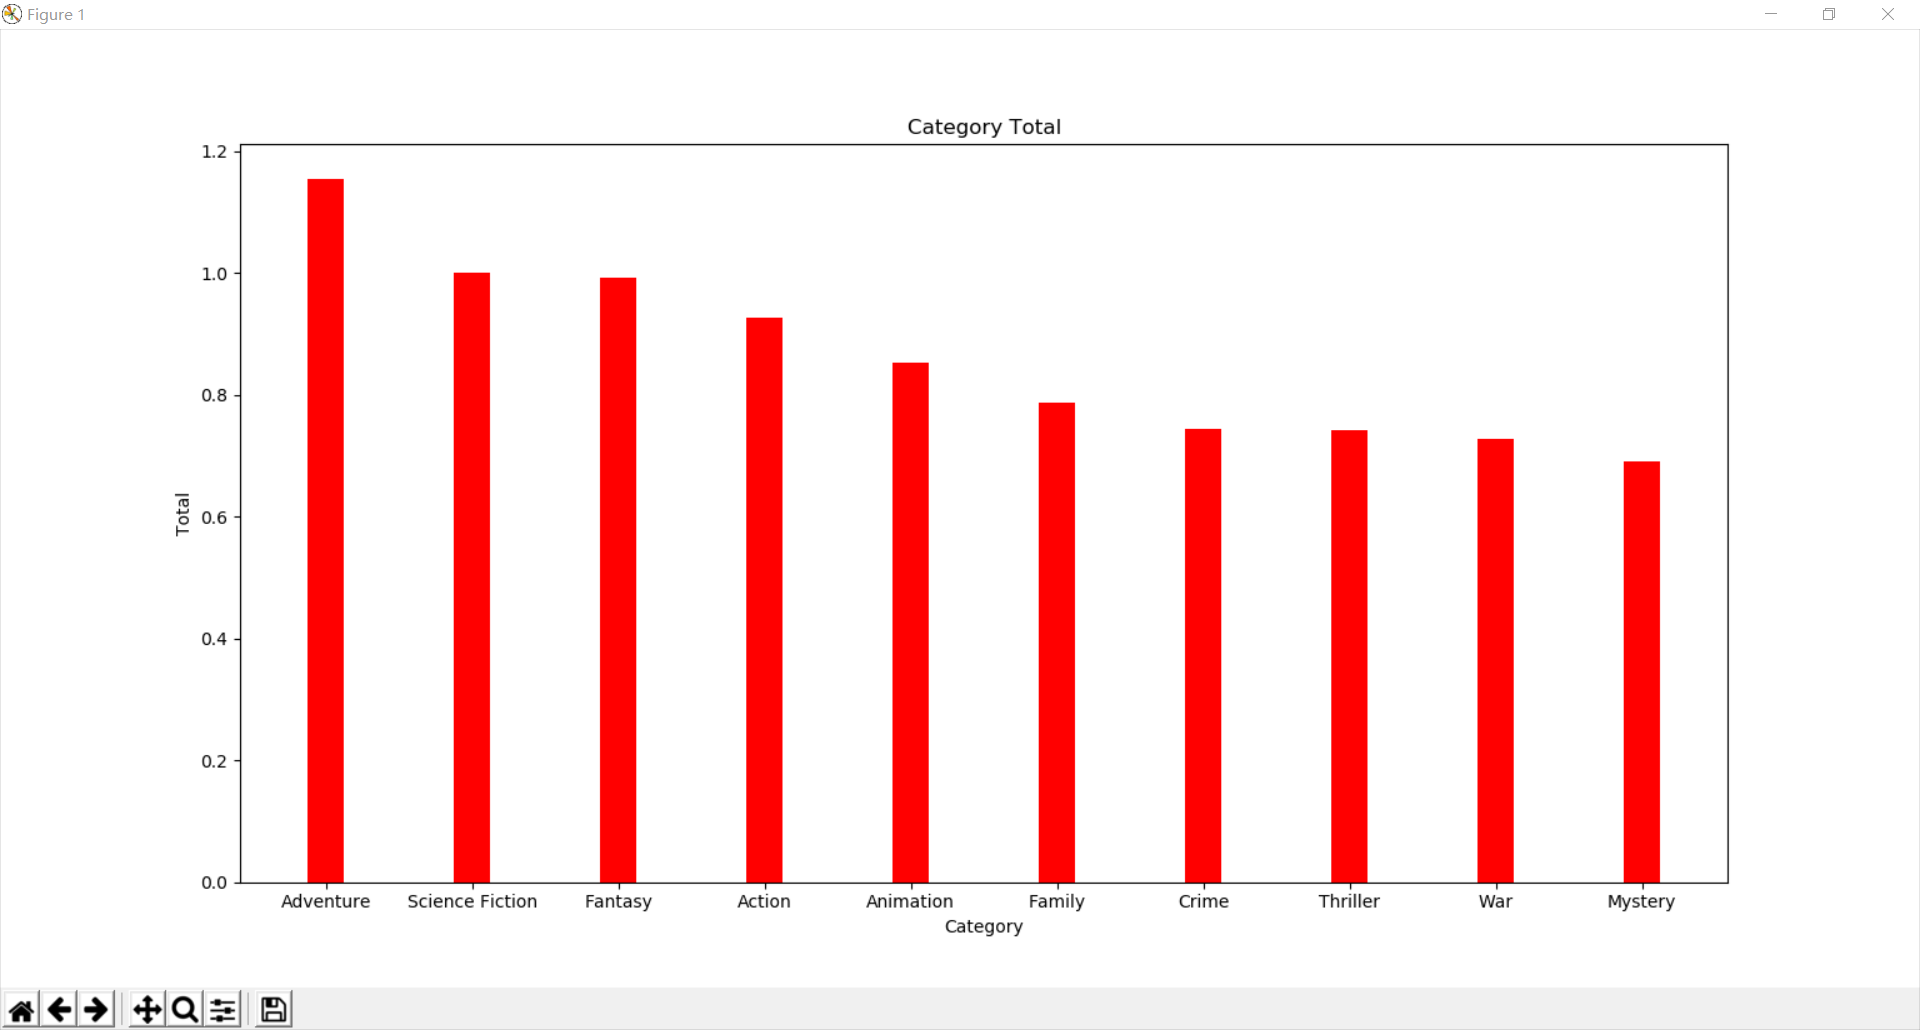 Figure 1
Category Total
1.2
1.0
0.8
0.6
0.4
0.2
0.0
Total
Adventure Science Fiction Fantasy Action Animation Family Crime Thriller War Mystery
Category